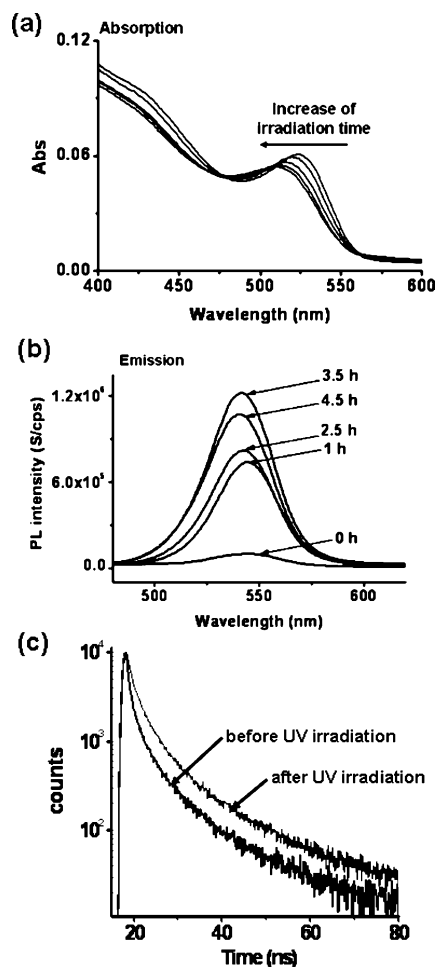 (a)
Absorption
0.12
0.06
0.00
Abs
Increase of
irradiation time
400 450 500 550 600
Wavelength (nm)
(b)
Emission
1.2x10⁶
6.0x10⁵
0.0
PL intensity (S/cps)
3.5 h
4.5 h
2.5 h
1 h
0 h
500 550 600
Wavelength (nm)
(c)
10⁴
10³
10²
counts
before UV irradiation
after UV irradiation
20 40 60 80
Time (ns)